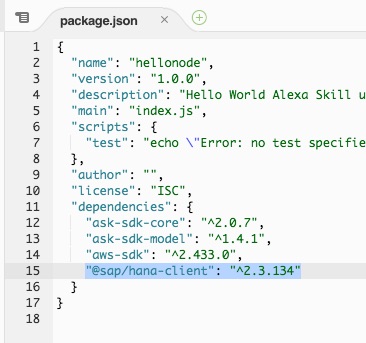 package.json
1 {
2 "name": "hellonode",
3 "version": "1.0.0",
4 "description": "Hello World Alexa Skill u
5 "main": "index.js",
6 "scripts": {
7 "test": "echo \"Error: no test specifie
8 },
9 "author": "",
10 "license": "ISC",
11 "dependencies": {
12 "ask-sdk-core": "^2.0.7",
13 "ask-sdk-model": "^1.4.1",
14 "aws-sdk": "^2.433.0",
15 "@sap/hana-client": "^2.3.134"
16 }
17 }
18